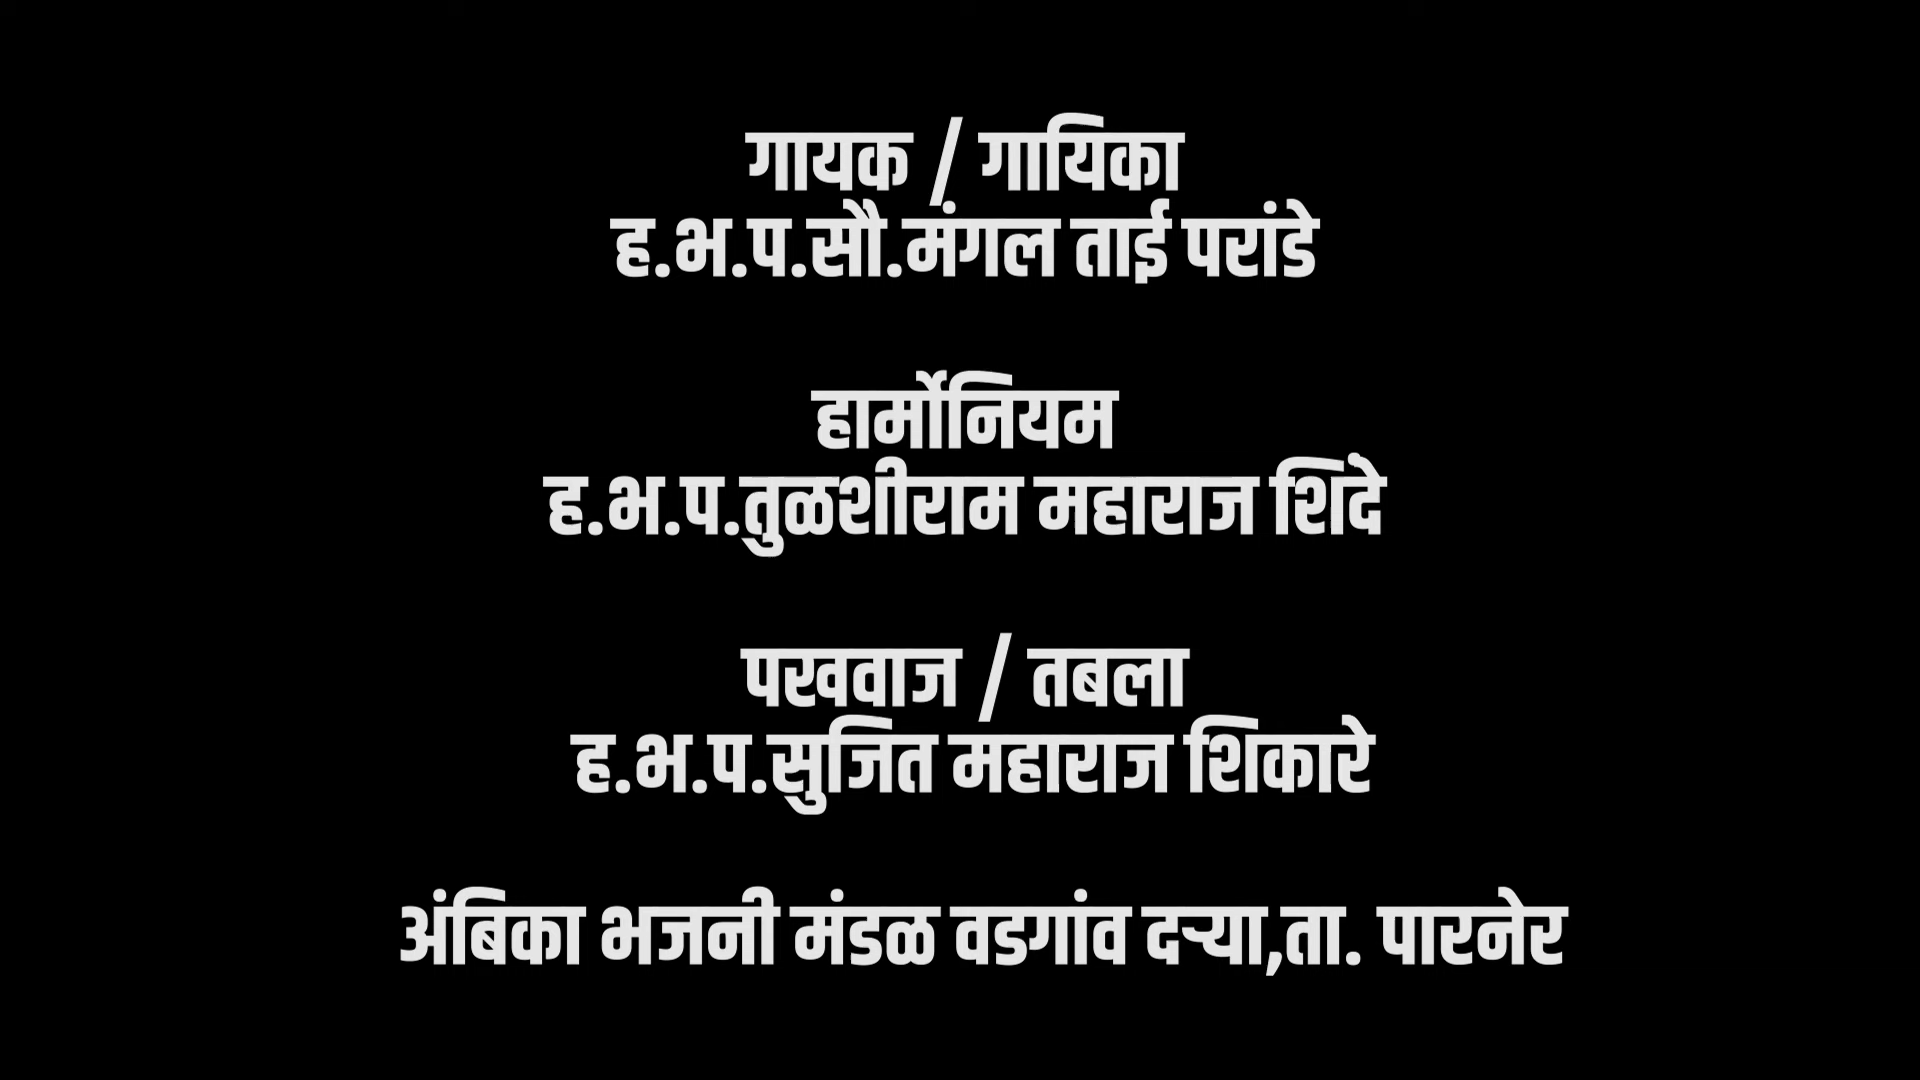 गायक / गायिका
ह.भ.प.सौ.मंगल ताई परांडे
हार्मोनियम
ह.भ.प.तुळशीराम महाराज शिंदे
पखवाज / तबला
ह.भ.प.सुजित महाराज शिकारे
अंबिका भजनी मंडळ वडगांव दऱ्या,ता. पारनेर